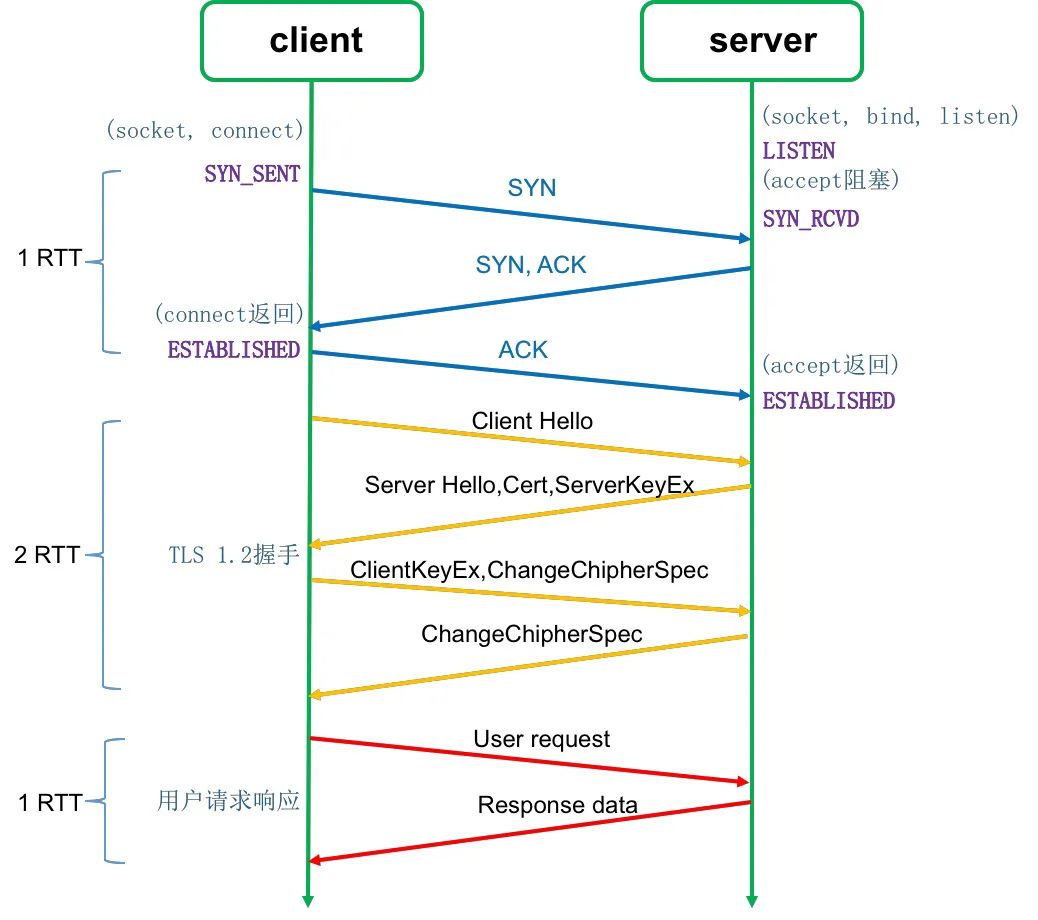 client
server
(socket, connect)
(socket, bind, listen)
LISTEN
SYN_SENT
(accept阻塞)
SYN
SYN_RCVD
1 RTT
SYN, ACK
(connect返回)
ESTABLISHED
ACK
(accept返回)
ESTABLISHED
Client Hello
Server Hello,Cert,ServerKeyEx
2 RTT
TLS 1.2握手
ClientKeyEx,ChangeChipherSpec
ChangeChipherSpec
User request
1 RTT
用户请求响应
Response data